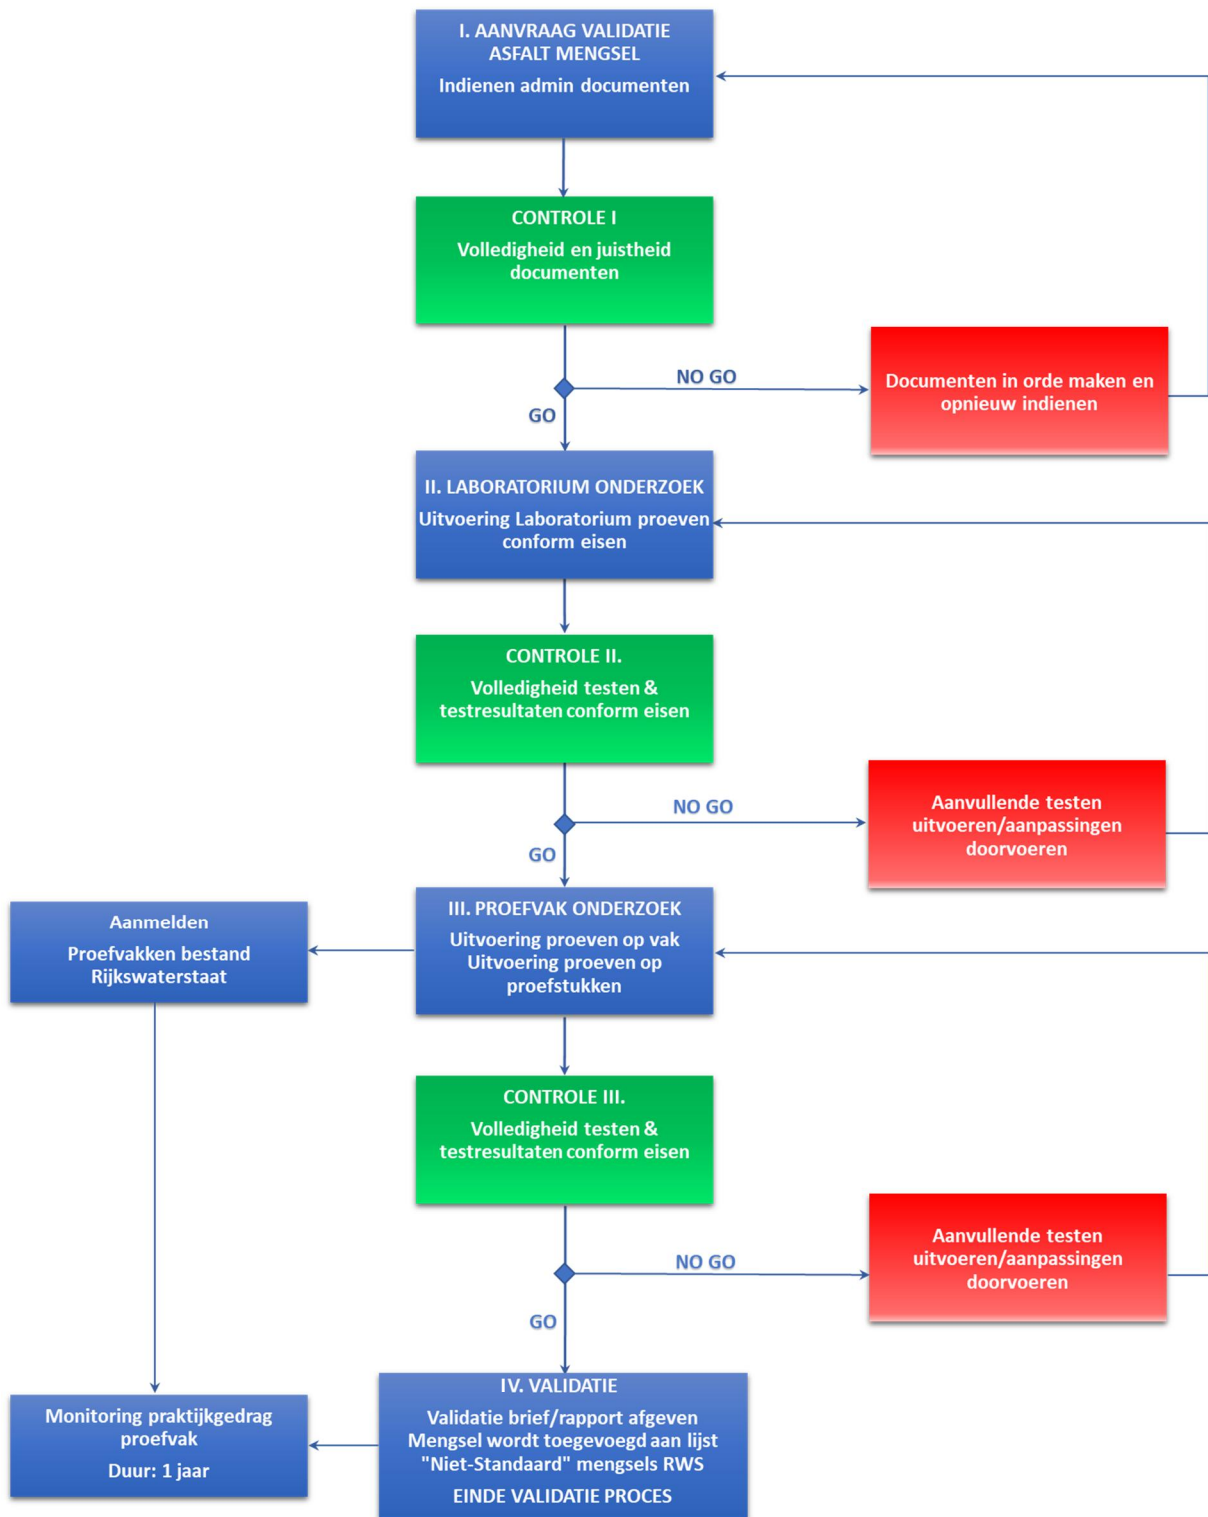 I. AANVRAAG VALIDATIE
ASFALT MENGSEL
Indienen admin documenten
CONTROLE I
Volledigheid en juistheid
documenten
NO GO
Documenten in orde maken en
opnieuw indienen
GO
II. LABORATORIUM ONDERZOEK
Uitvoering Laboratorium proeven
conform eisen
CONTROLE II.
Volledigheid testen &
testresultaten conform eisen
NO GO
Aanvullende testen
uitvoeren/aanpassingen
doorvoeren
GO
III. PROEFVAK ONDERZOEK
Uitvoering proeven op vak
Uitvoering proeven op
proefstukken
Aanmelden
Proefvakken bestand
Rijkswaterstaat
CONTROLE III.
Volledigheid testen &
testresultaten conform eisen
NO GO
Aanvullende testen
uitvoeren/aanpassingen
doorvoeren
GO
IV. VALIDATIE
Validatie brief/rapport afgeven
Mengsel wordt toegevoegd aan lijst
"Niet-Standaard" mengsels RWS
EINDE VALIDATIE PROCES
Monitoring praktijkgedrag
proefvak
Duur: 1 jaar